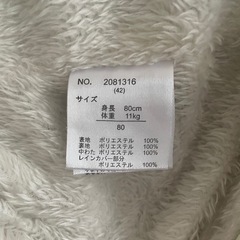 NO. 2081316
(42)
サイズ
身長 80cm
体重 11kg
80
表地 ポリエステル 100%
裏地 ポリエステル 100%
中わた ポリエステル 100%
レインカバー部分
ポリエステル 100%